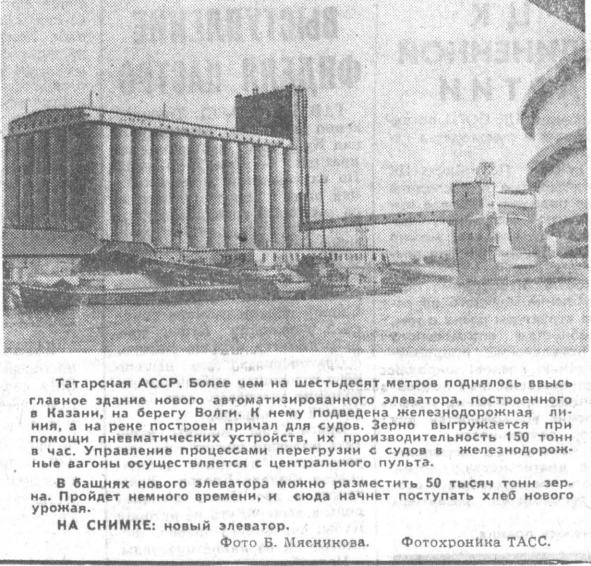 ВЫСТУПЛЕНИЕ
ФИДЕЛЯ КАСТРО
ЦК
Татарская АССР. Более чем на шестьдесят метров поднялось ввысь
главное здание нового автоматизированного элеватора, построенного
в Казани, на берегу Волги. К нему подведена железнодорожная ли-
ния, а на реке построен причал для судов. Зерно выгружается при
помощи пневматических устройств, их производительность 150 тонн
в час. Управление процессами перегрузки с судов в железнодорож-
ные вагоны осуществляется с центрального пульта.
В башнях нового элеватора можно разместить 50 тысяч тонн зер-
на. Пройдет немного времени, и сюда начнет поступать хлеб нового
урожая.
НА СНИМКЕ: новый элеватор.
Фото Б. Мясникова. Фотохроника ТАСС.